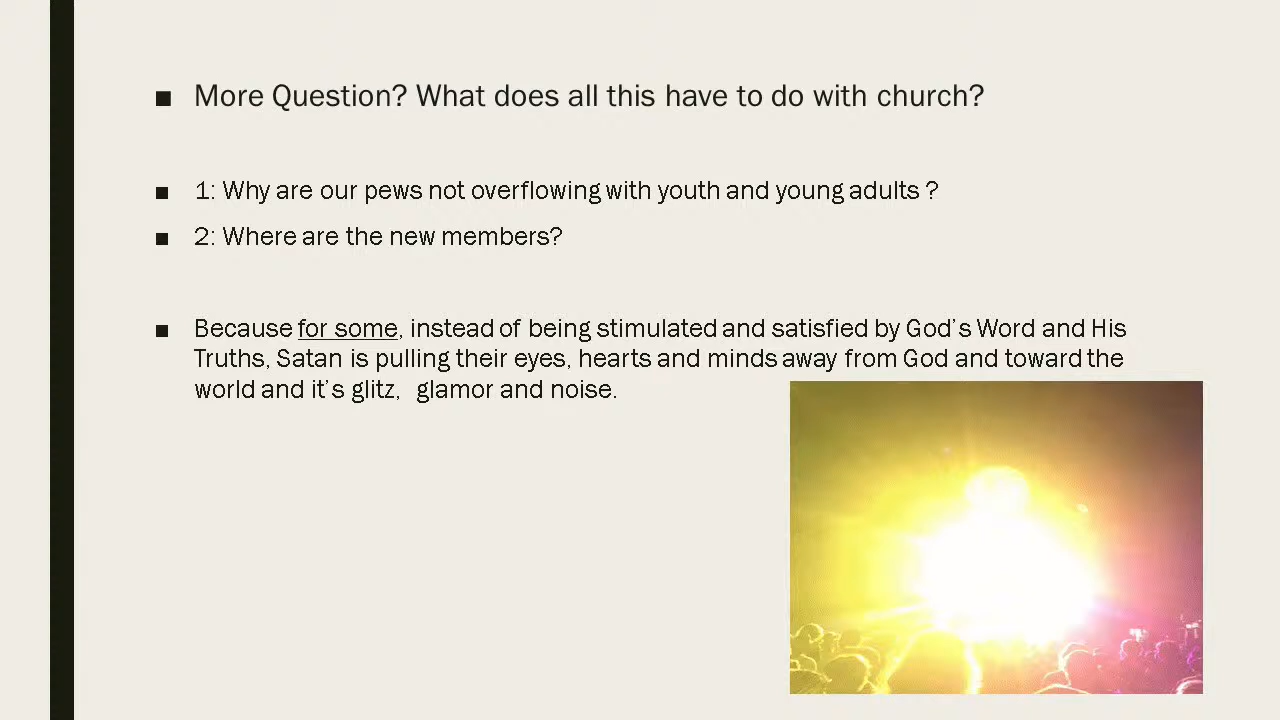 More Question? What does all this have to do with church?
1: Why are our pews not overflowing with youth and young adults ?
2: Where are the new members?
Because for some, instead of being stimulated and satisfied by God's Word and His
Truths, Satan is pulling their eyes, hearts and minds away from God and toward the
world and it's glitz, glamor and noise.